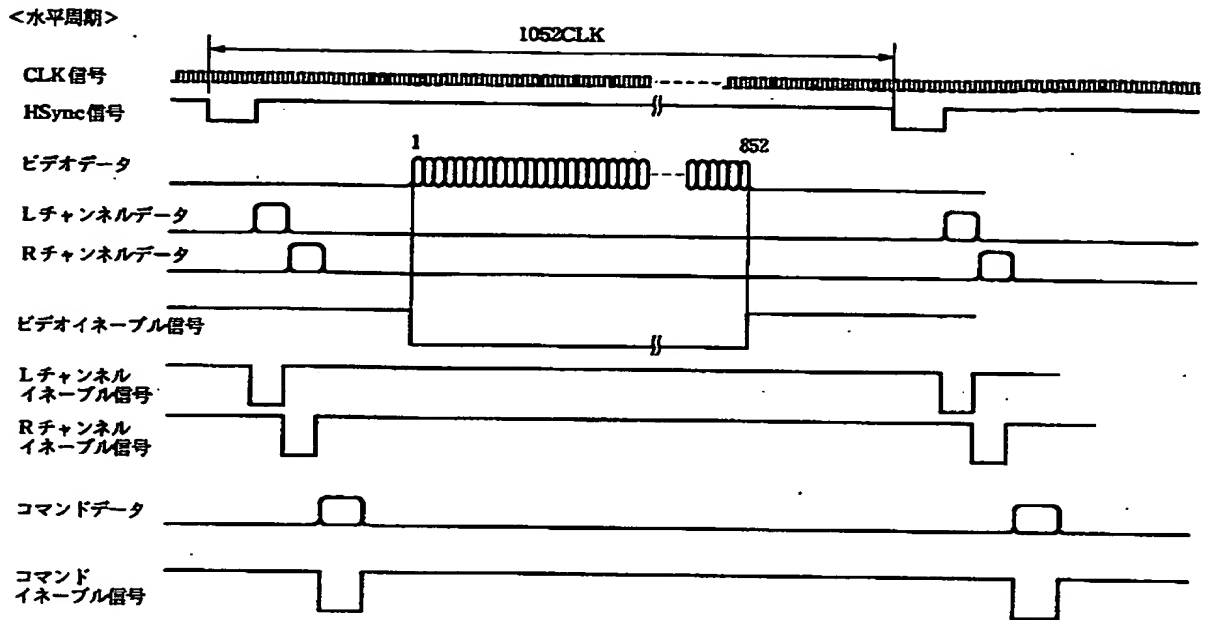 <水平周期>
1052CLK
CLK信号
HSync信号
1
852
ビデオデータ
Lチャンネルデータ
Rチャンネルデータ
ビデオイネーブル信号
Lチャンネル
イネーブル信号
Rチャンネル
イネーブル信号
コマンドデータ
コマンド
イネーブル信号